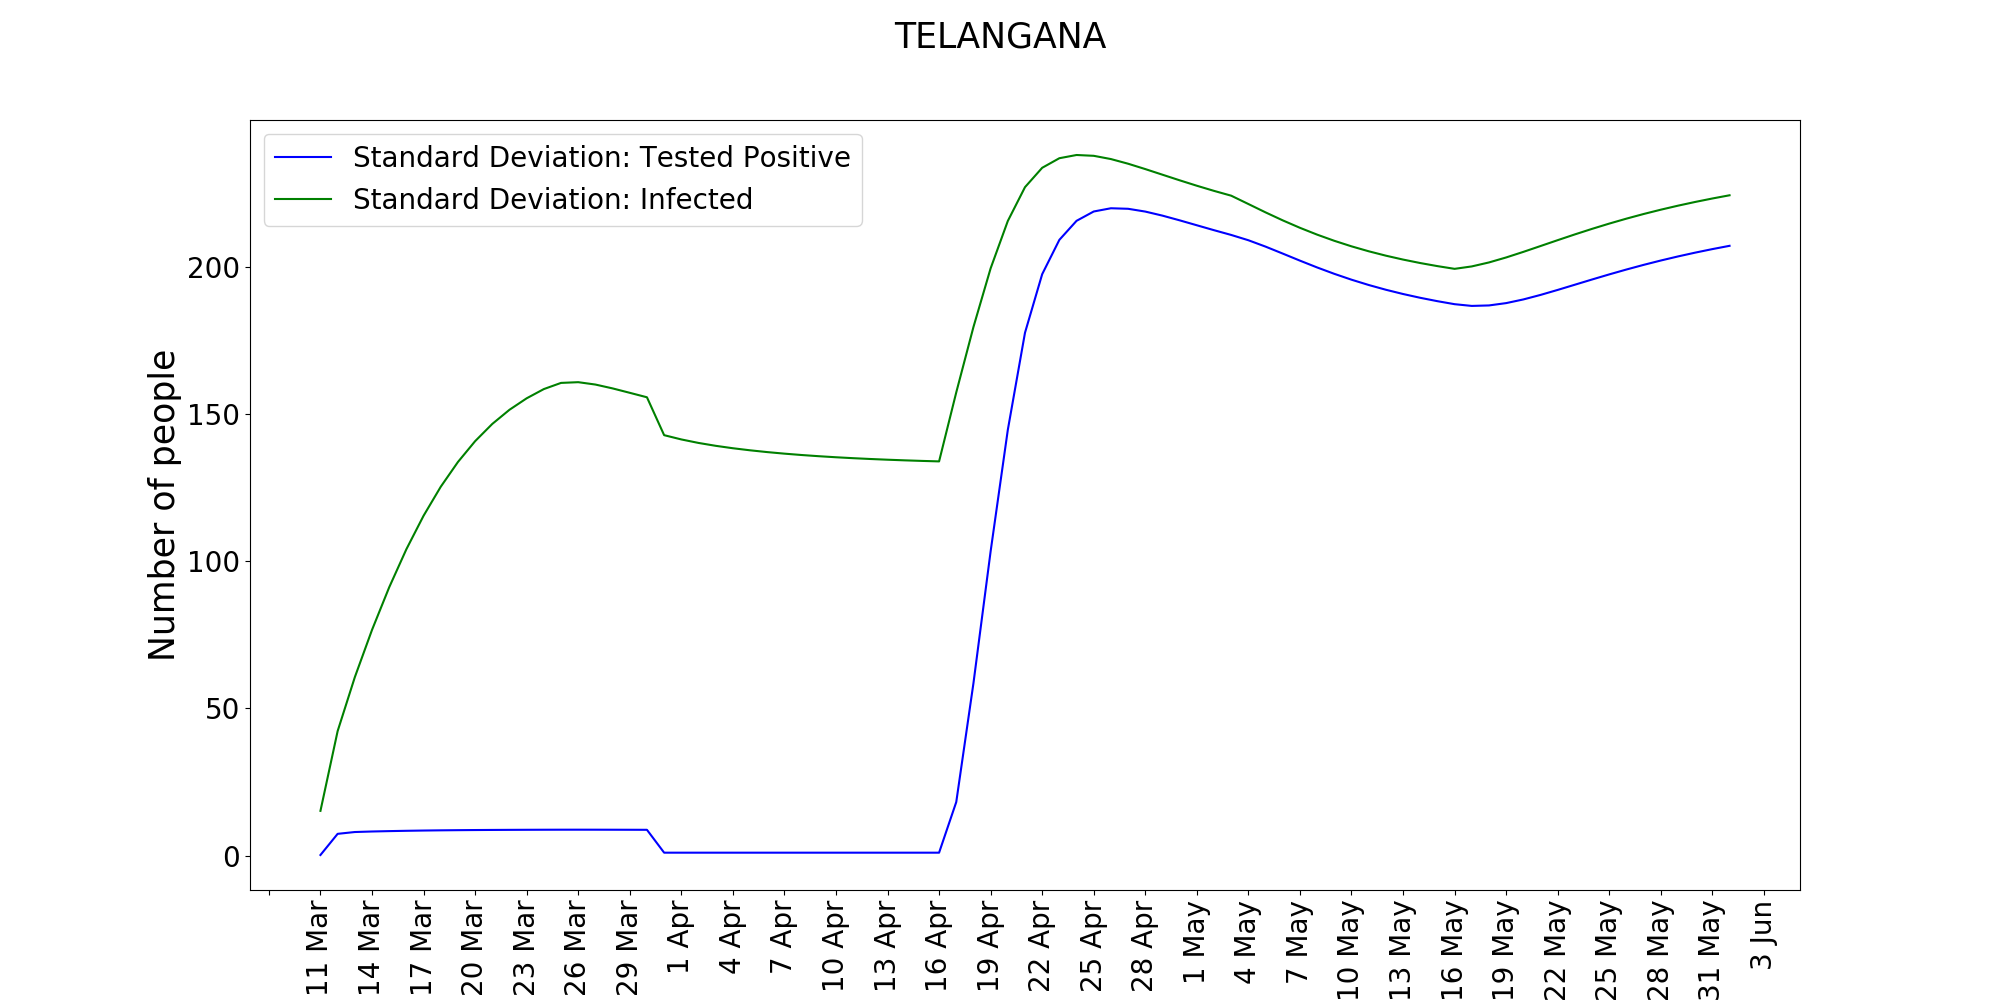 TELANGANA
Standard Deviation: Tested Positive
Standard Deviation: Infected
Number of people
200
150
100
50
0
11 Mar
14 Mar
17 Mar
20 Mar
23 Mar
26 Mar
29 Mar
1 Apr
4 Apr
7 Apr
10 Apr
13 Apr
16 Apr
19 Apr
22 Apr
25 Apr
28 Apr
1 May
4 May
7 May
10 May
13 May
16 May
19 May
22 May
25 May
28 May
31 May
3 Jun